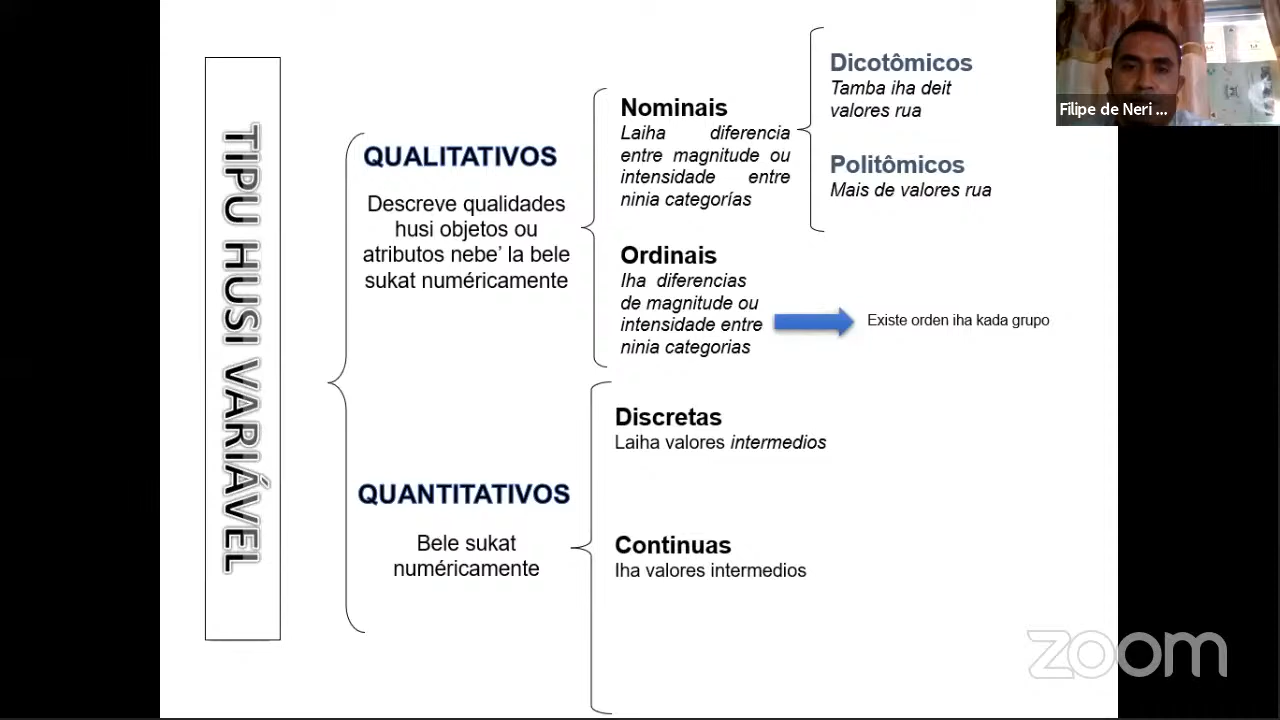 TIPU HUSI VARIÁVEL
QUALITATIVOS
Descreve qualidades
husi objetos ou
atributos nebe’ la bele
sukat numéricamente
Nominais
Laiha diferencia
entre magnitude ou
intensidade entre
ninia categorías
Dicotômicos
Tamba iha deit
valores rua
Politômicos
Mais de valores rua
Ordinais
Iha diferencias
de magnitude ou
intensidade entre
ninia categorias
Existe orden iha kada grupo
QUANTITATIVOS
Bele sukat
numéricamente
Discretas
Laiha valores intermedios
Continuas
Iha valores intermedios
Filipe de Neri ...
zoom